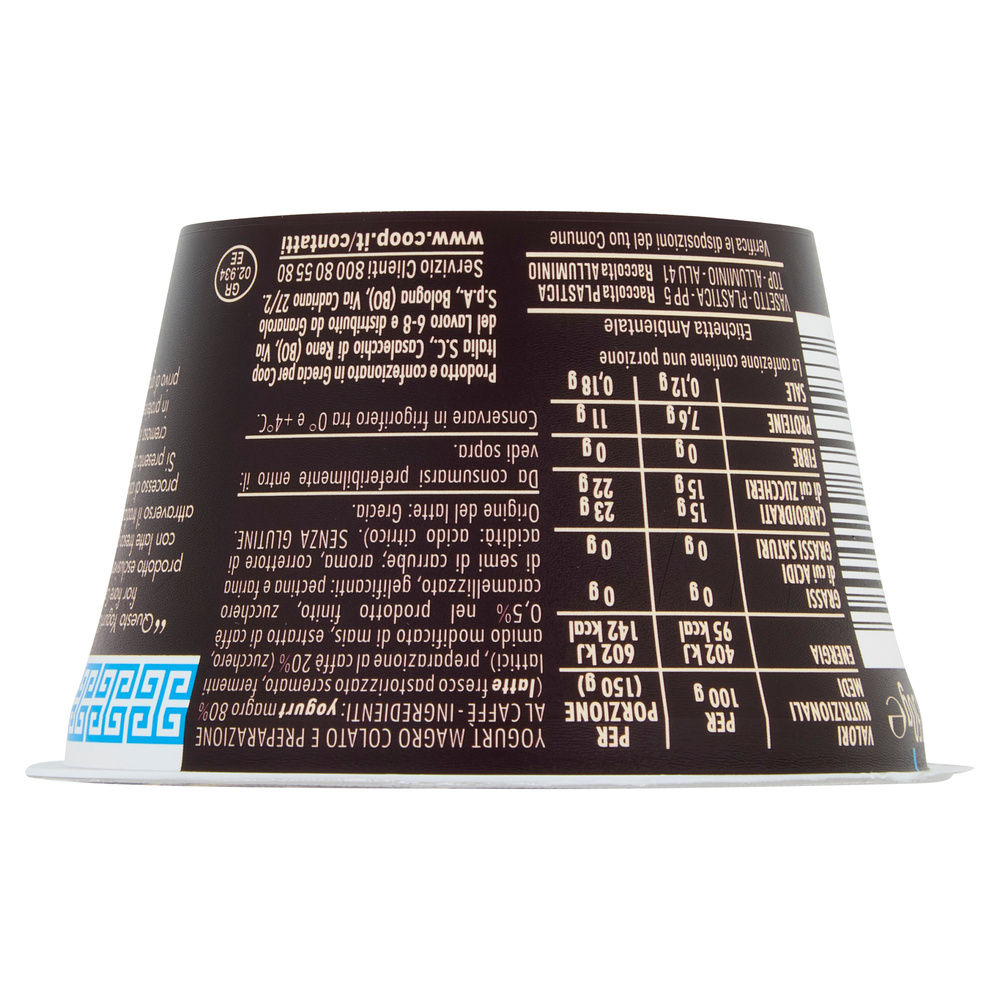 VALORI NUTRIZIONALI MEDI
PER 100 g
PER PORZIONE (150 g)
ENERGIA 402 kJ 95 kcal 602 kJ 142 kcal
GRASSI 0 g 0 g
di cui ACIDI GRASSI SATURI 0 g 0 g
CARBOIDRATI 15 g 23 g
di cui ZUCCHERI 15 g 22 g
FIBRE 0 g 0 g
PROTEINE 7,6 g 11 g
SALE 0,12 g 0,18 g
La confezione contiene una porzione
Etichetta Ambientale
VASETTO - PLASTICA - PP 5 Raccolta PLASTICA
TOP - ALLUMINIO - ALU 41 Raccolta ALLUMINIO
Verifica le disposizioni del tuo Comune
YOGURT MAGRO COLATO E PREPARAZIONE
AL CAFFÈ - INGREDIENTI: yogurt magro 80%
(latte fresco pastorizzato scremato, fermenti
lattici), preparazione al caffè 20% (zucchero,
amido modificato di mais, estratto di caffè
0,5% nel prodotto finito, zucchero
caramellizzato, gelificanti: pectine e farina
di semi di carrube; aroma, correttore di
acidità: acido citrico). SENZA GLUTINE.
Origine del latte: Grecia.
Da consumarsi preferibilmente entro il:
vedi sopra.
Conservare in frigorifero tra 0° e +4°C.
Prodotto e confezionato in Grecia per Coop
Italia S.C., Casalecchio di Reno (BO), Via
del Lavoro 6-8 e distribuito da Granarolo
S.p.A., Bologna (BO), Via Cadriano 27/2.
Servizio Clienti 800 80 55 80
www.coop.it/contatti
GR
02.934
EE
“Questo
prodotto
con latte
attraverso il
processo di
Si
in
privo di